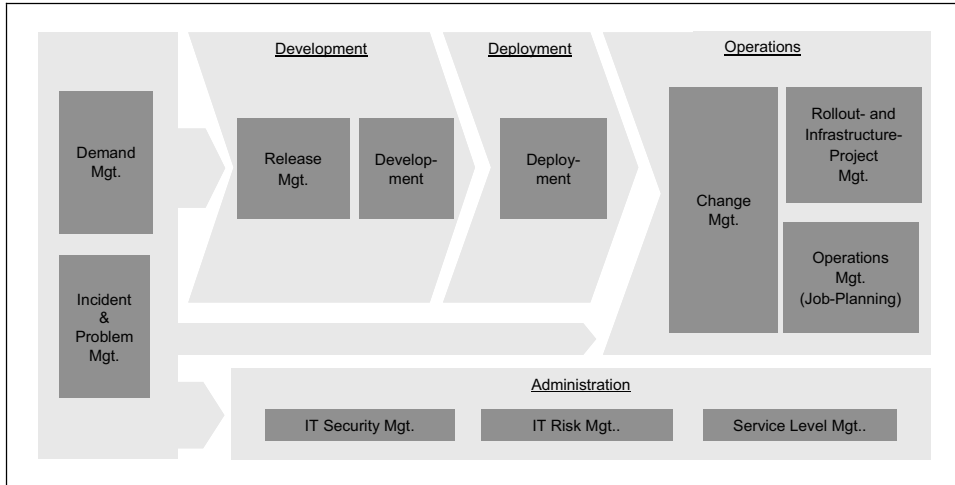 Development
Deployment
Operations
Demand
Mgt.
Incident
&
Problem
Mgt.
Release
Mgt.
Develop-
ment
Deploy-
ment
Change
Mgt.
Rollout- and
Infrastructure-
Project
Mgt.
Operations
Mgt.
(Job-Planning)
Administration
IT Security Mgt.
IT Risk Mgt..
Service Level Mgt..